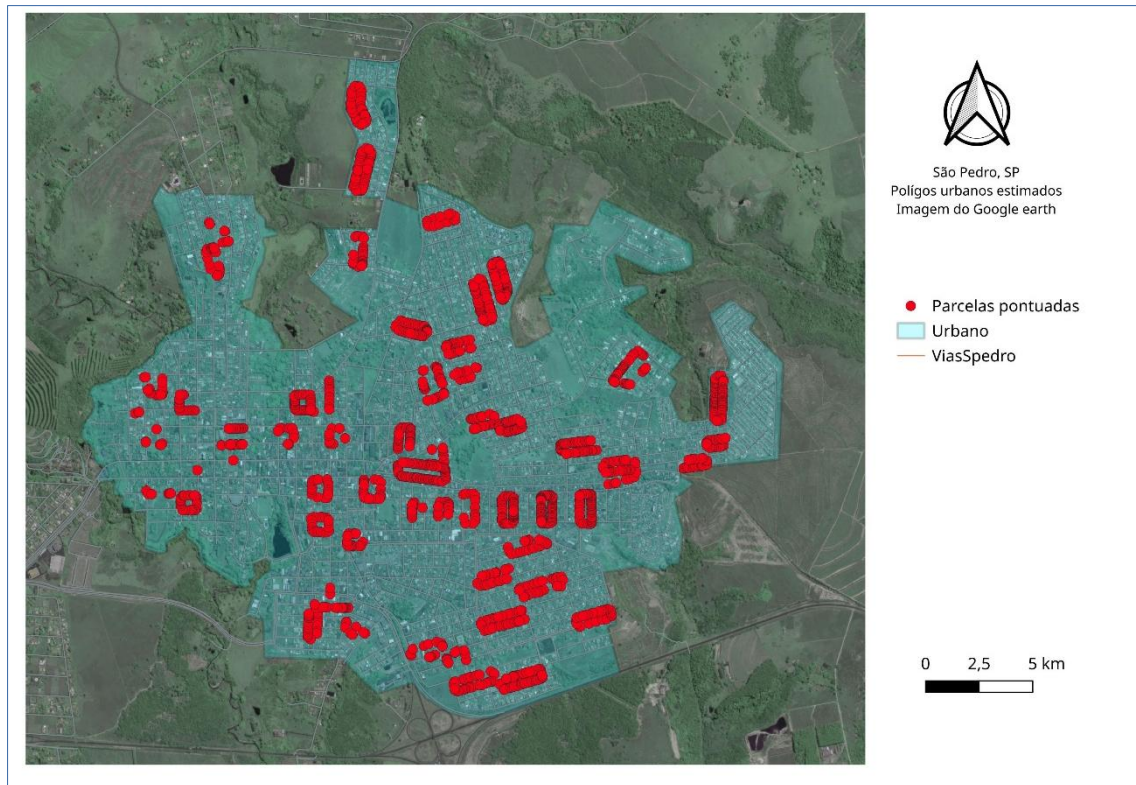 São Pedro, SP
Polígos urbanos estimados
Imagem do Google earth
Parcelas pontuadas
Urbano
ViasSpedro
0 2,5 5 km